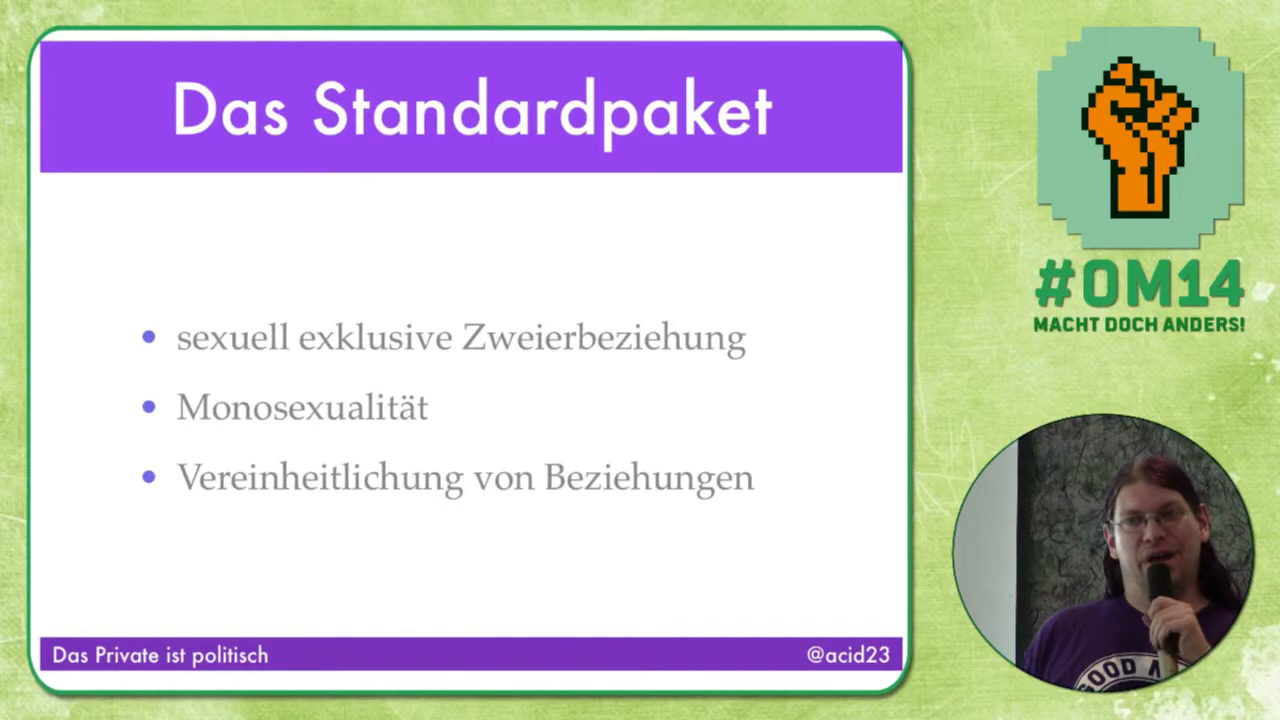 Das Standardpaket
sexuell exklusive Zweierbeziehung
Monosexualität
Vereinheitlichung von Beziehungen
Das Private ist politisch
@acid23
#OM14
MACHT DOCH ANDERS!